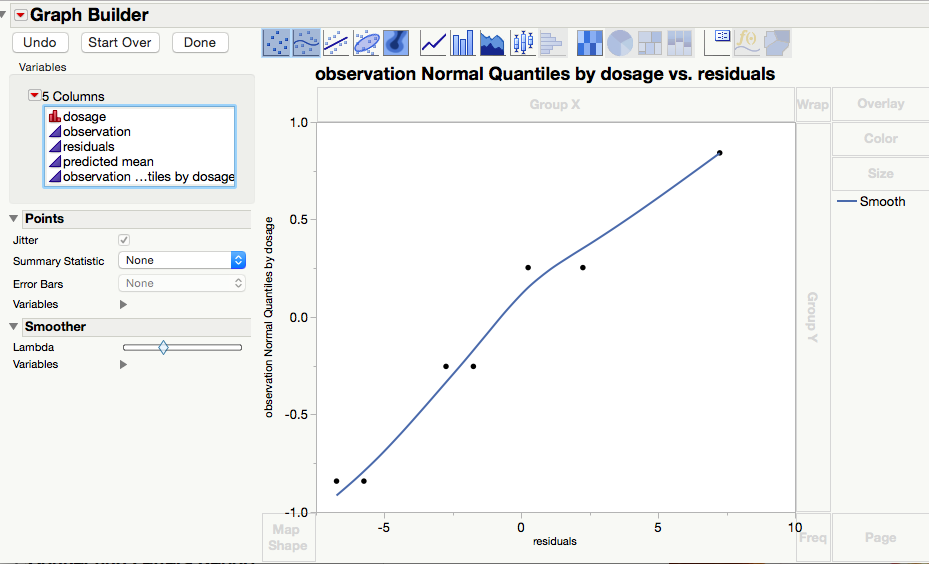 Graph Builder
Undo Start Over Done
Variables
5 Columns
dosage
observation
residuals
predicted mean
observation ...tiles by dosage
Points
Jitter
Summary Statistic None
Error Bars None
Variables
Smoother
Lambda
Variables
observation Normal Quantiles by dosage vs. residuals
Group X
Wrap
Overlay
Color
Size
Smooth
Group Y
observation Normal Quantiles by dosage
1.0
0.5
0.0
-0.5
-1.0
-5 0 5 10
residuals
Map
Shape
Freq
Page